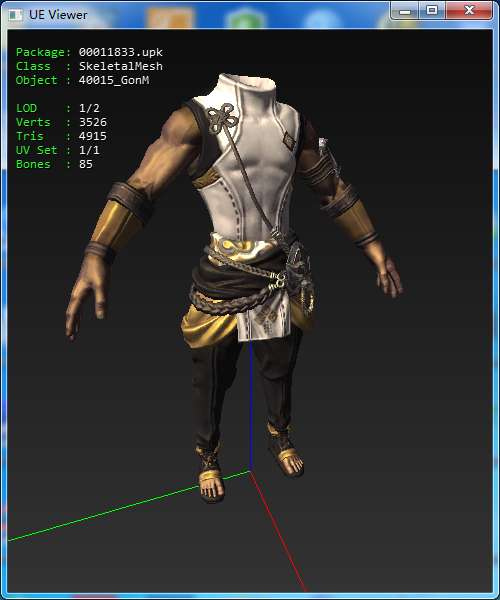 UE Viewer
Package: 00011833.upk
Class : SkeletalMesh
Object : 40015_GonM
LOD : 1/2
Verts : 3526
Tris : 4915
UV Set : 1/1
Bones : 85